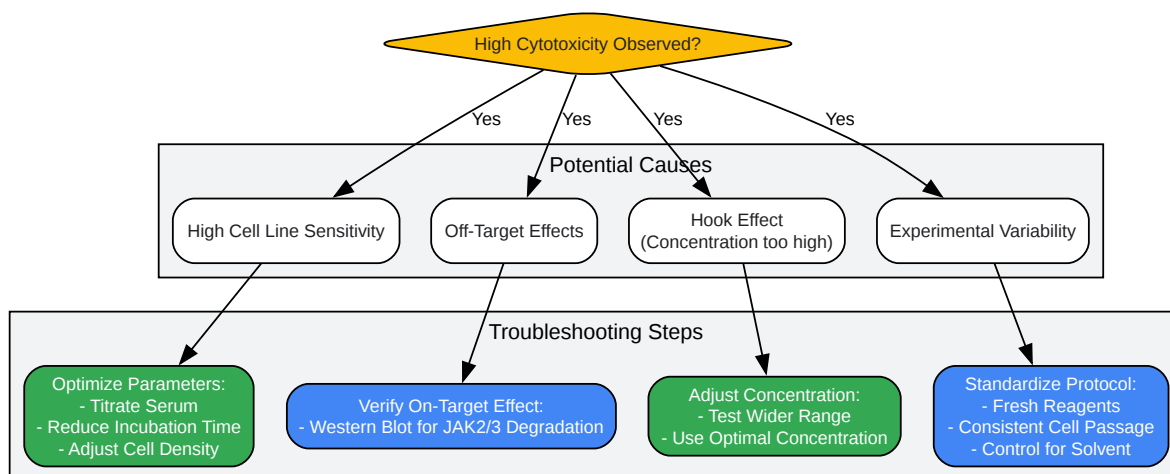 High Cytotoxicity Observed?
Yes
Yes
Yes
Yes
Potential Causes
High Cell Line Sensitivity
Off-Target Effects
Hook Effect
(Concentration too high)
Experimental Variability
Troubleshooting Steps
Optimize Parameters:
- Titrate Serum
- Reduce Incubation Time
- Adjust Cell Density
Verify On-Target Effect:
- Western Blot for JAK2/3 Degradation
Adjust Concentration:
- Test Wider Range
- Use Optimal Concentration
Standardize Protocol:
- Fresh Reagents
- Consistent Cell Passage
- Control for Solvent